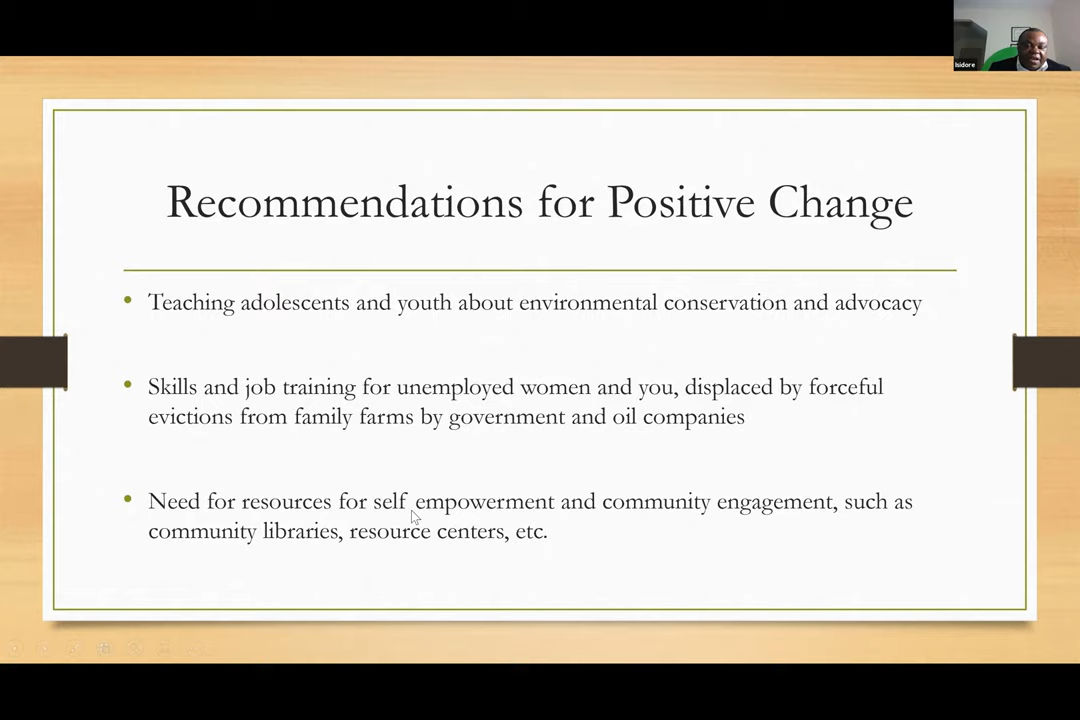 Isidore
Recommendations for Positive Change
• Teaching adolescents and youth about environmental conservation and advocacy
• Skills and job training for unemployed women and you, displaced by forceful
evictions from family farms by government and oil companies
• Need for resources for self empowerment and community engagement, such as
community libraries, resource centers, etc.